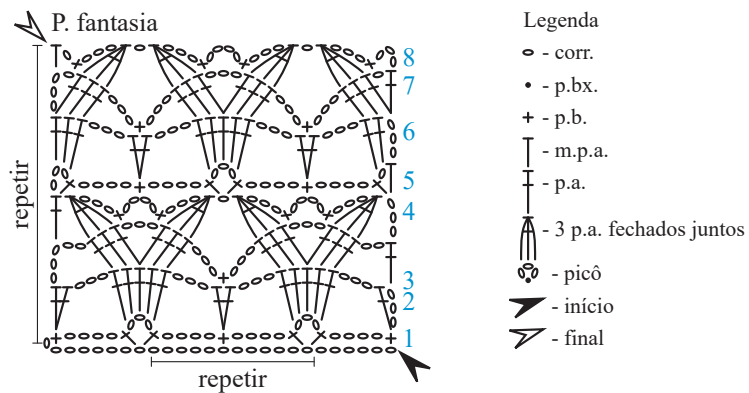 P. fantasia
repetir
8
7
6
5
4
3
2
1
repetir
Legenda
- corr.
- p.bx.
- p.b.
- m.p.a.
- p.a.
- 3 p.a. fechados juntos
- picô
- início
- final